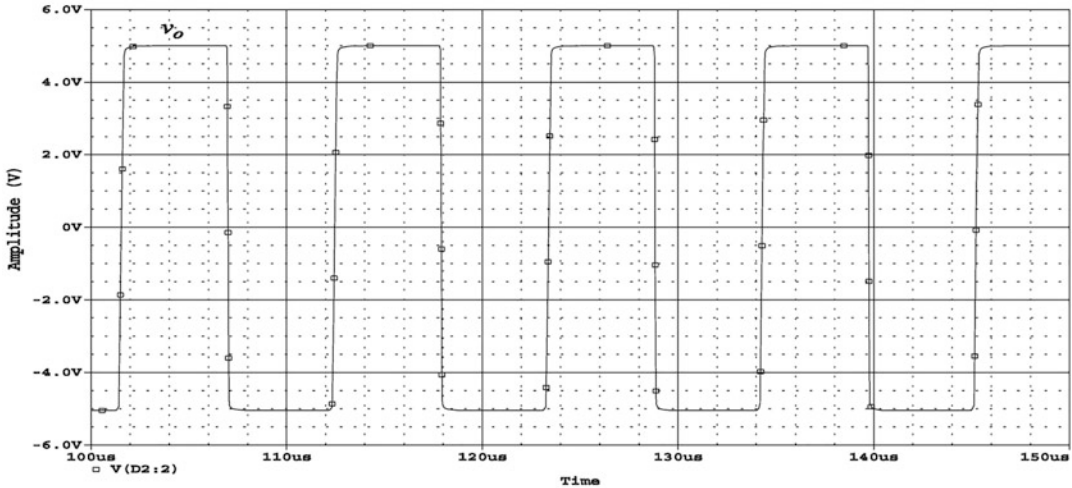 6.0V
v₀
4.0V
2.0V
0V
-2.0V
-4.0V
-6.0V
Amplitude (V)
100us 110us 120us 130us 140us 150us
V(D2:2)
Time